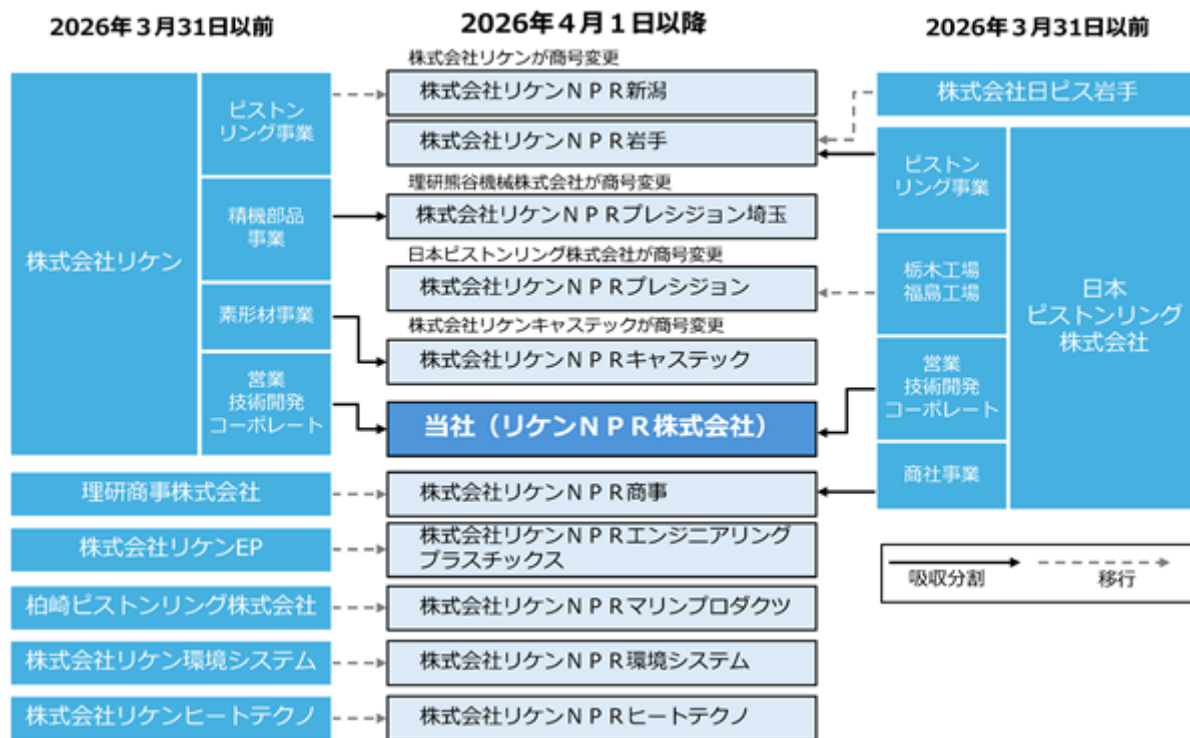 2026年３月31日以前
2026年４月１日以降
2026年３月31日以前
株式会社リケン
ピストン
リング事業
精機部品
事業
素形材事業
営業
技術開発
コーポレート
理研商事株式会社
株式会社リケンEP
柏崎ピストンリング株式会社
株式会社リケン環境システム
株式会社リケンヒートテクノ
株式会社リケンが商号変更
株式会社リケンＮＰＲ新潟
株式会社リケンＮＰＲ岩手
理研熊谷機械株式会社が商号変更
株式会社リケンＮＰＲプレシジョン埼玉
日本ピストンリング株式会社が商号変更
株式会社リケンＮＰＲプレシジョン
株式会社リケンキャステックが商号変更
株式会社リケンＮＰＲキャステック
当社（リケンＮＰＲ株式会社）
株式会社リケンＮＰＲ商事
株式会社リケンＮＰＲエンジニアリング
プラスチックス
株式会社リケンＮＰＲマリンプロダクツ
株式会社リケンＮＰＲ環境システム
株式会社リケンＮＰＲヒートテクノ
株式会社日ピス岩手
ピストン
リング事業
栃木工場
福島工場
営業
技術開発
コーポレート
商社事業
日本
ピストンリング
株式会社
吸収分割
移行